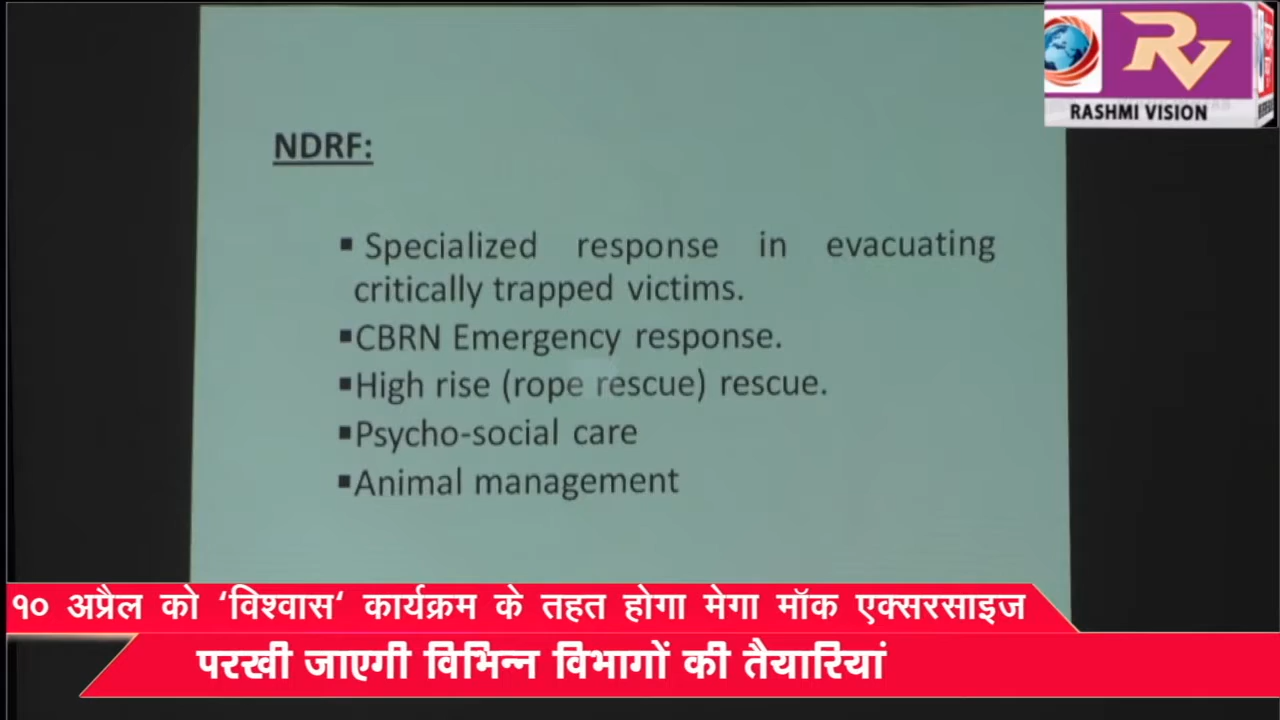 RASHMI VISION
NDRF:
▪ Specialized response in evacuating
critically trapped victims.
▪CBRN Emergency response.
▪High rise (rope rescue) rescue.
▪Psycho-social care
▪Animal management
१० अप्रैल को ‘विश्वास‘ कार्यक्रम के तहत होगा मेगा मॉक एक्सरसाइज
परखी जाएगी विभिन्न विभागों की तैयारियां